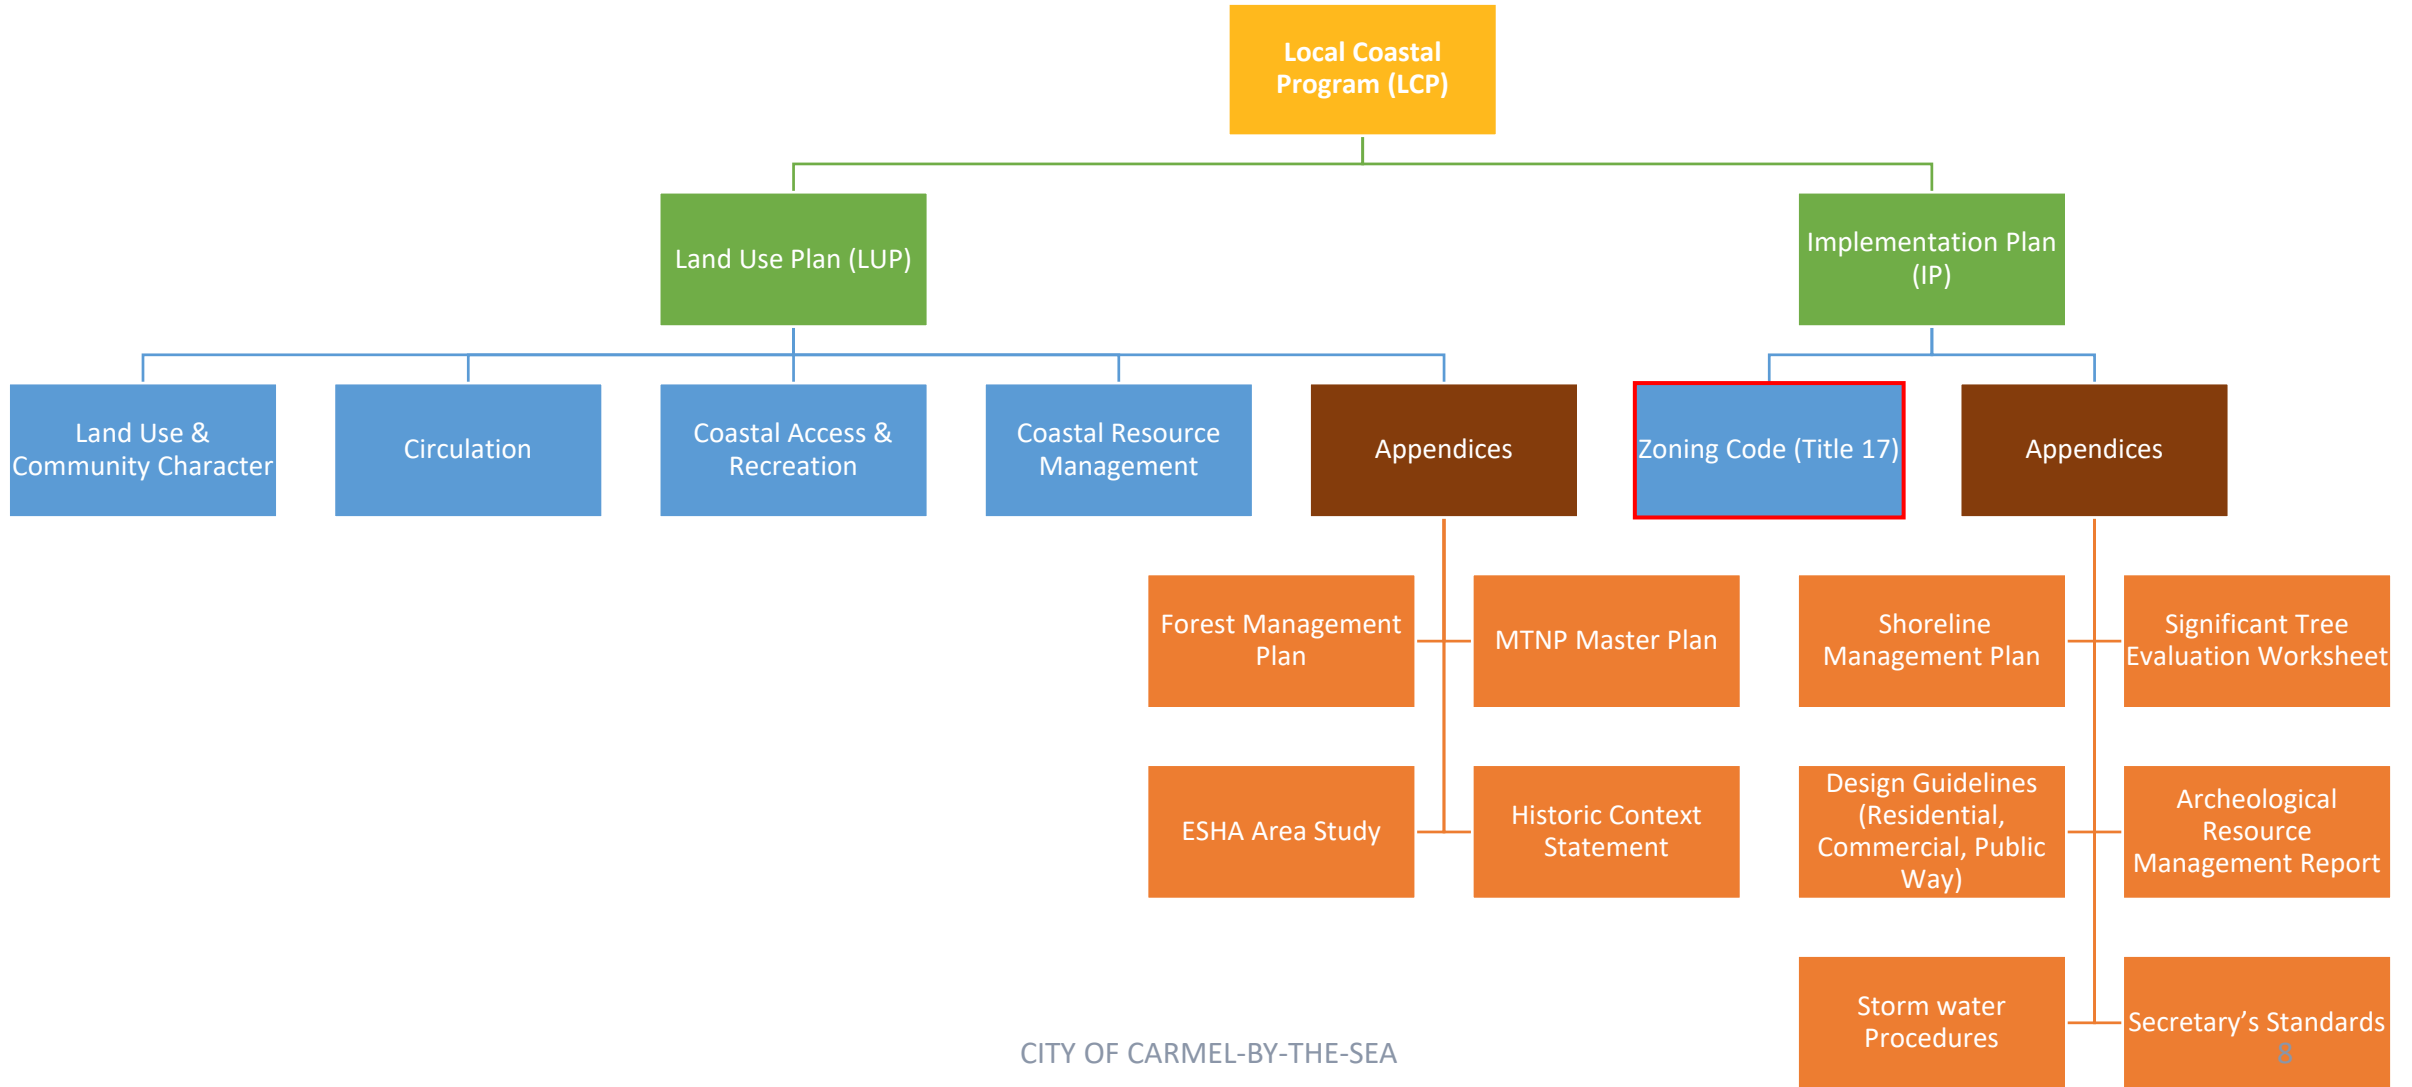 Local Coastal
Program (LCP)
Land Use Plan (LUP)
Implementation Plan
(IP)
Land Use &
Community Character
Circulation
Coastal Access &
Recreation
Coastal Resource
Management
Appendices
Zoning Code (Title 17)
Appendices
Forest Management
Plan
MTNP Master Plan
Shoreline
Management Plan
Significant Tree
Evaluation Worksheet
ESHA Area Study
Historic Context
Statement
Design Guidelines
(Residential,
Commercial, Public
Way)
Archeological
Resource
Management Report
Storm water
Procedures
Secretary’s Standards
CITY OF CARMEL-BY-THE-SEA
8